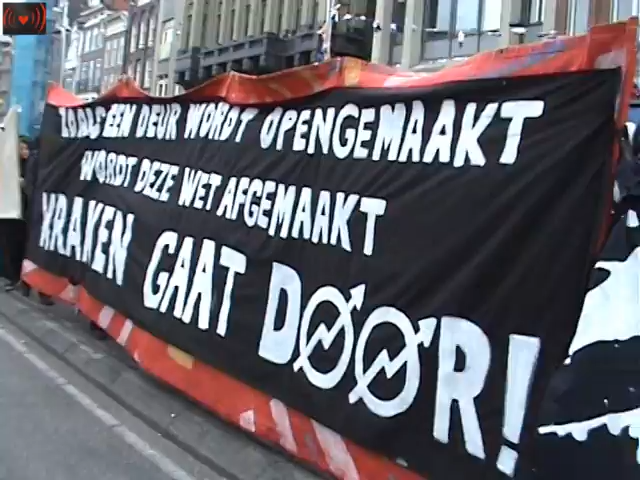 ZOALS EEN DEUR WORDT OPENGEMAAKT
WORDT DEZE WET AFGEMAAKT
KRAKEN GAAT DOOR!